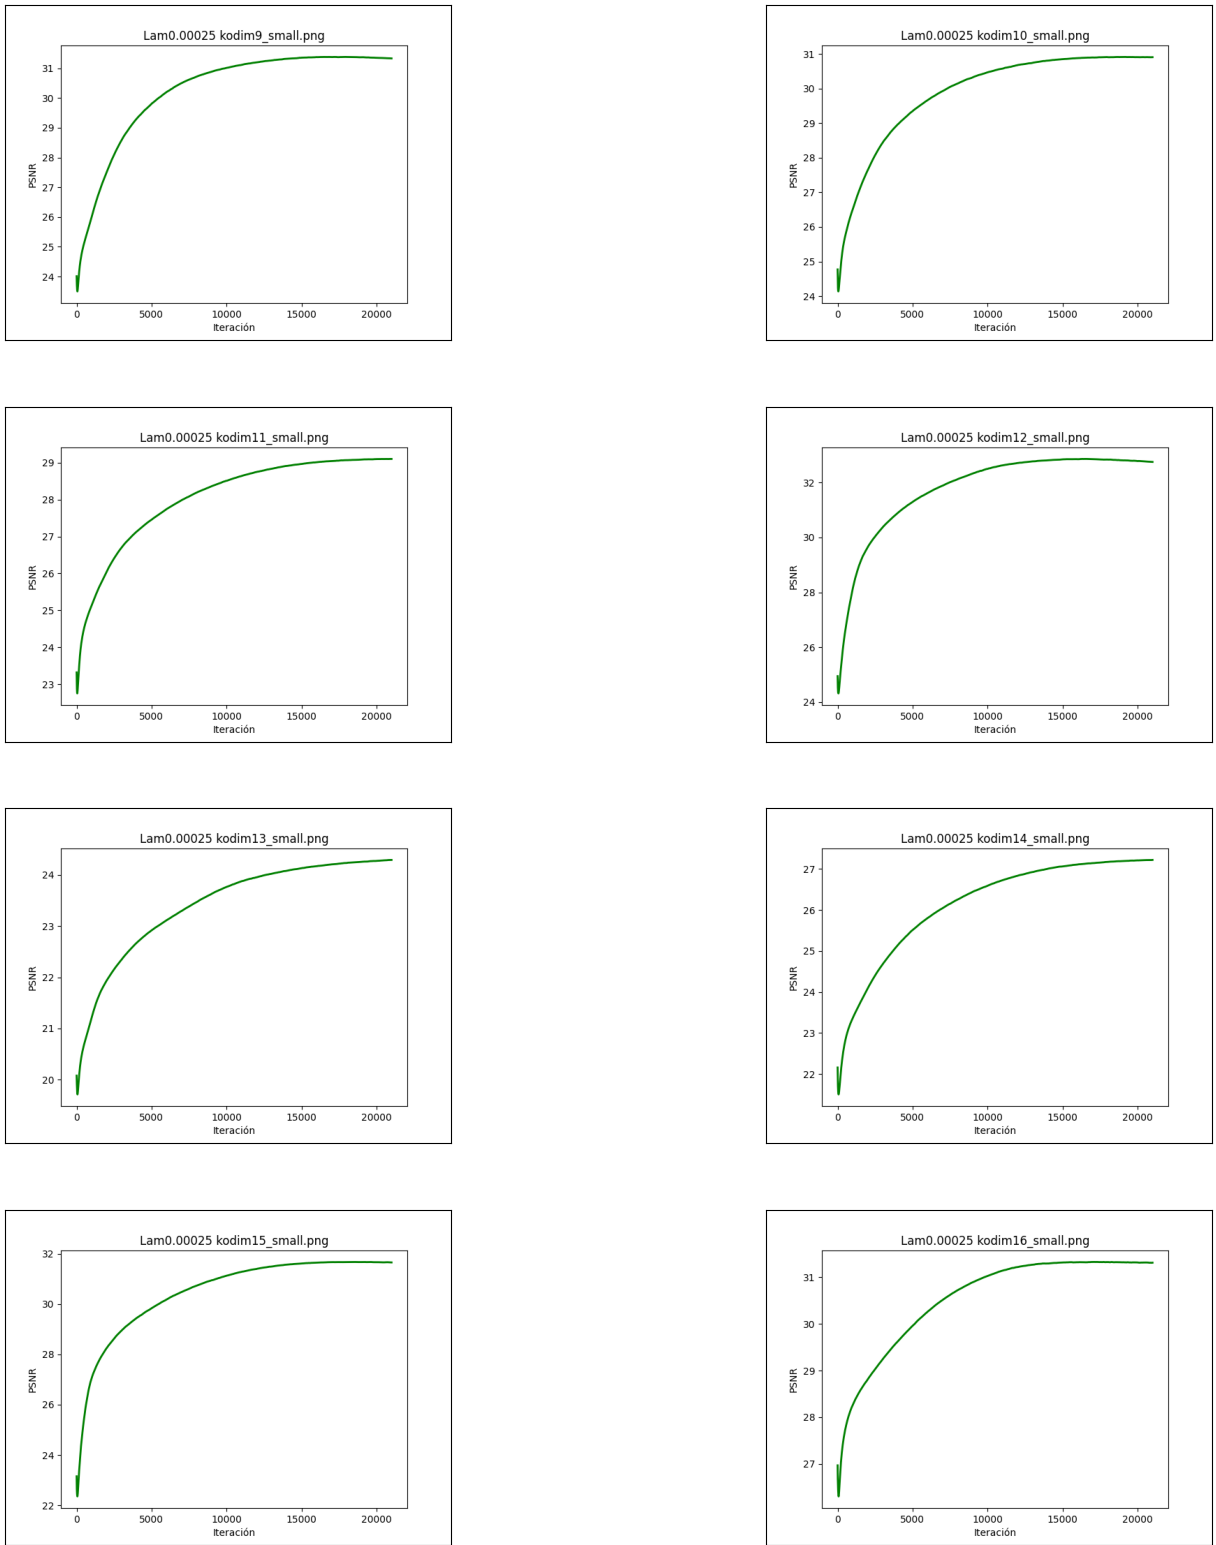 Lam0.00025 kodim9_small.png
31
30
29
28
27
26
25
24
PSNR
0 5000 10000 15000 20000
Iteración
Lam0.00025 kodim10_small.png
31
30
29
28
27
26
25
24
PSNR
0 5000 10000 15000 20000
Iteración
Lam0.00025 kodim11_small.png
29
28
27
26
25
24
23
PSNR
0 5000 10000 15000 20000
Iteración
Lam0.00025 kodim12_small.png
32
30
28
26
24
PSNR
0 5000 10000 15000 20000
Iteración
Lam0.00025 kodim13_small.png
24
23
22
21
20
PSNR
0 5000 10000 15000 20000
Iteración
Lam0.00025 kodim14_small.png
27
26
25
24
23
22
PSNR
0 5000 10000 15000 20000
Iteración
Lam0.00025 kodim15_small.png
32
30
28
26
24
22
PSNR
0 5000 10000 15000 20000
Iteración
Lam0.00025 kodim16_small.png
31
30
29
28
27
PSNR
0 5000 10000 15000 20000
Iteración